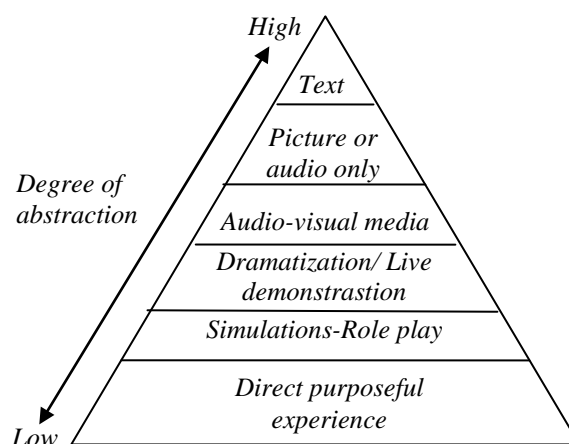 High
Text
Picture or
audio only
Degree of
abstraction
Audio-visual media
Dramatization/ Live
demonstrastion
Simulations-Role play
Direct purposeful
experience
Low